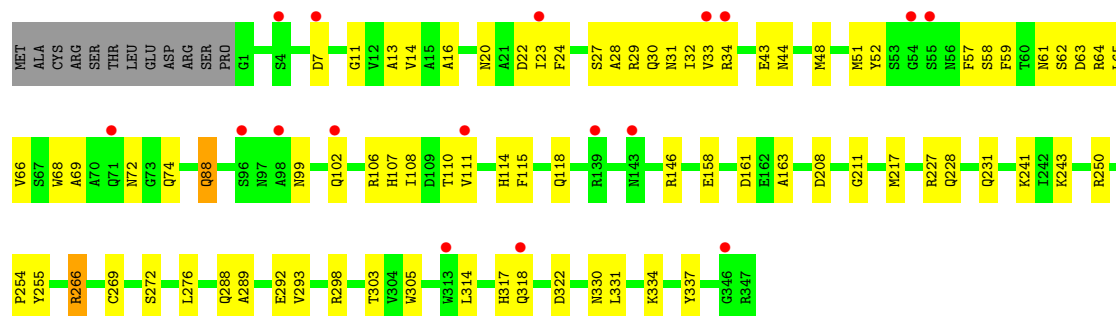 MET ALA CYS ARG SER THR LEU GLU ASP ARG SER PRO G1 S4 D7 G11 V12 A13 V14 A15 A16 N20 A21 D22 I23 F24 S27 A28 R29 Q30 N31 I32 V33 R34 E43 N44 M48 M51 Y52 S53 G54 S55 N56 F57 S58 F59 T60 N61 S62 D63 R64
V66 S67 W68 A69 A70 Q71 N72 G73 Q74 Q88 S96 N97 A98 N99 Q102 R106 H107 I108 D109 T110 V111 H114 F115 Q118 R139 N143 R146 E158 D161 E162 A163 D208 G211 M217 R227 Q228 Q231 K241 I242 K243 R250
P254 Y255 R266 C269 S272 L276 Q288 A289 E292 V293 R298 T303 V304 W305 W313 L314 H317 Q318 D322 N330 L331 K334 Y337 G346 R347